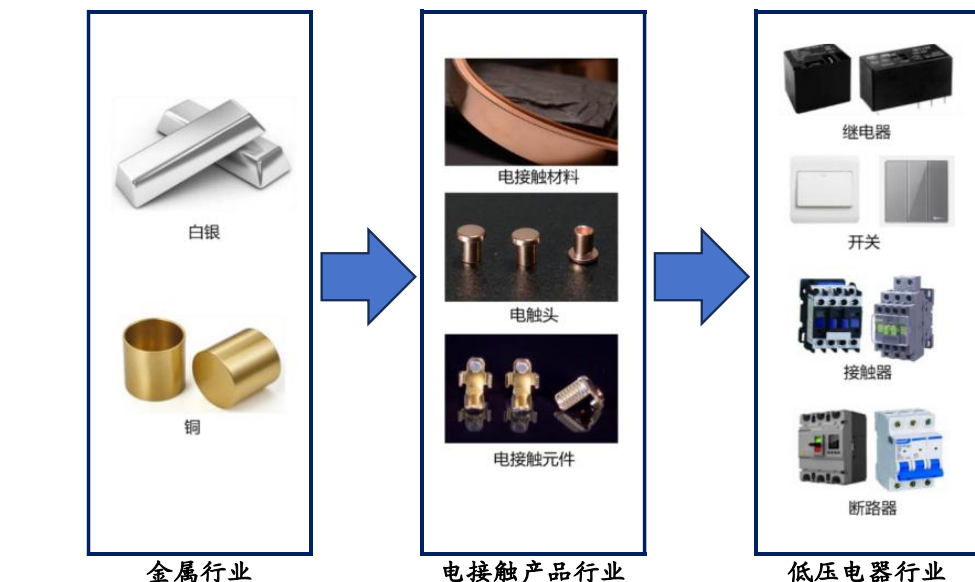 白银
铜
金属行业
电接触材料
电触头
电接触元件
电接触产品行业
继电器
开关
接触器
断路器
低压电器行业